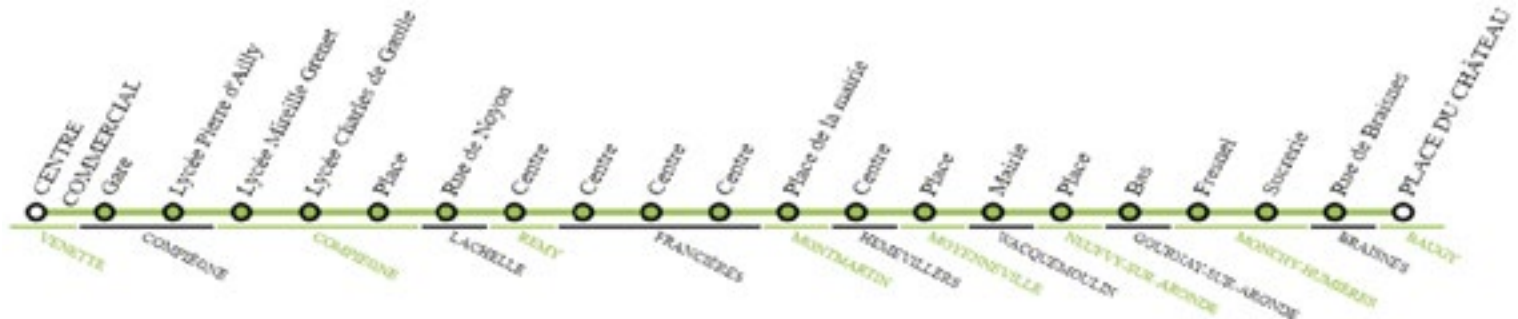 CENTRE
COMMERCIAL
Gare
Lycée Pierre d'Ailly
Lycée Mireille Grenet
Lycée Charles de Gaulle
Place
Rue de Noyon
Centre
Centre
Centre
Centre
Place de la mairie
Centre
Place
Mairie
Place
Bas
Fresnel
Sucrerie
Rue de Braisnes
PLACE DU CHÂTEAU
VENETTE
COMPIÈGNE
COMPIÈGNE
LACHELLE
REMY
FRANCIÈRES
MONTMARTIN
HEMEVILLERS
MOYENNEVILLE
WACQUEMOULIN
NEUFVY-SUR-ARONDE
GOURNAY-SUR-ARONDE
MONCHY-HUMIÈRES
BRAISNES
BAUGY